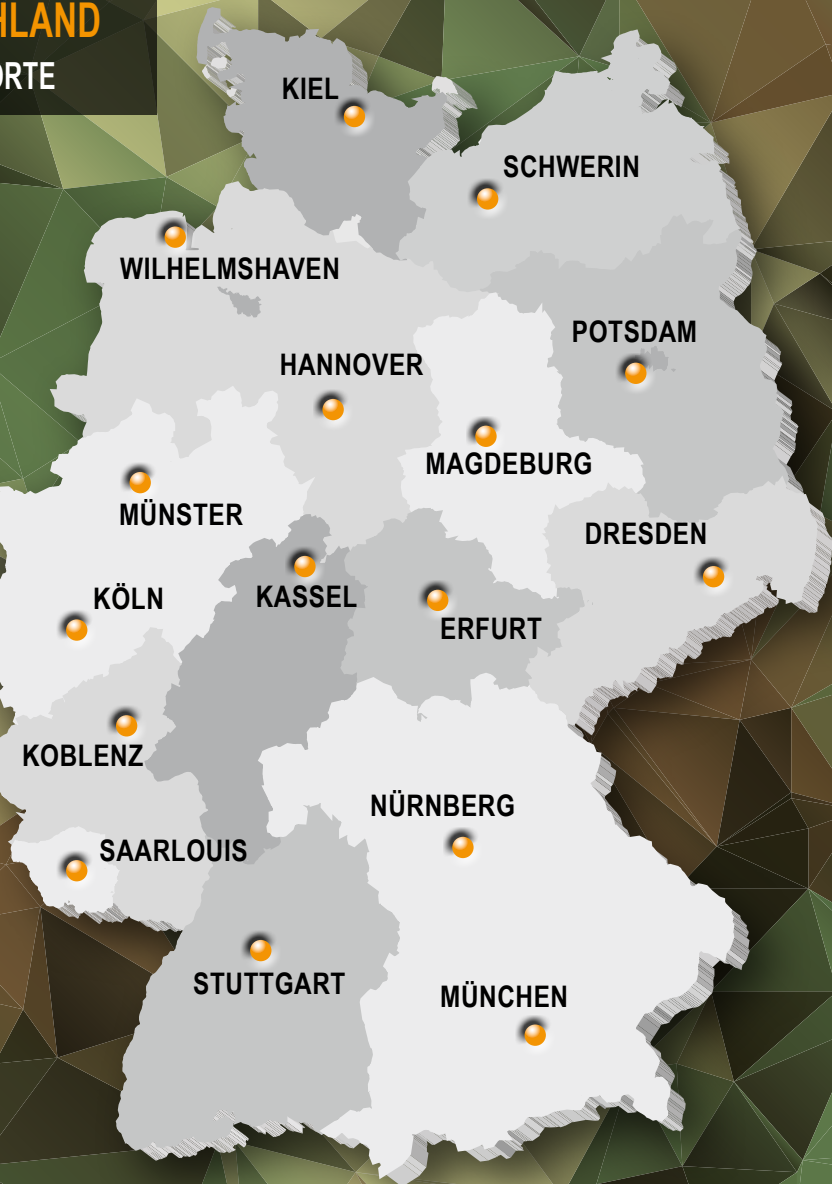 HLAND
ORTE
KIEL
SCHWERIN
WILHELMSHAVEN
POTSDAM
HANNOVER
MAGDEBURG
MÜNSTER
DRESDEN
KÖLN
KASSEL
ERFURT
KOBLENZ
NÜRNBERG
SAARLOUIS
STUTTGART
MÜNCHEN